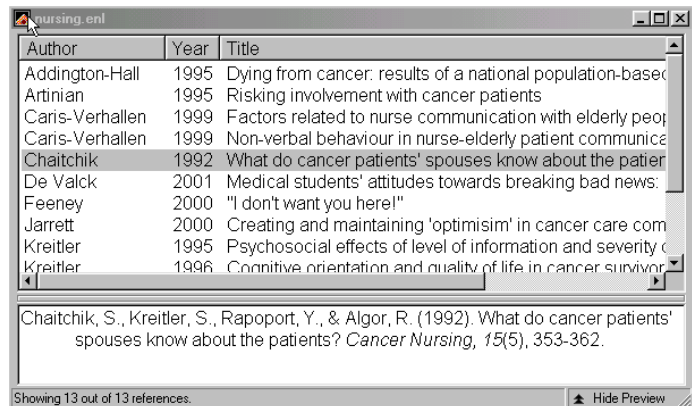 nursing.enl
Author Year Title
Addington-Hall 1995 Dying from cancer: results of a national population-based
Artinian 1995 Risking involvement with cancer patients
Caris-Verhallen 1999 Factors related to nurse communication with elderly peop
Caris-Verhallen 1999 Non-verbal behaviour in nurse-elderly patient communica
Chaitchik 1992 What do cancer patients' spouses know about the patien
De Valck 2001 Medical students' attitudes towards breaking bad news:
Feeney 2000 "I don't want you here!"
Jarrett 2000 Creating and maintaining 'optimisim' in cancer care com
Kreitler 1995 Psychosocial effects of level of information and severity o
Kreitler 1996 Cognitive orientation and quality of life in cancer survivor
Chaitchik, S., Kreitler, S., Rapoport, Y., & Algor, R. (1992). What do cancer patients'
spouses know about the patients? Cancer Nursing, 15(5), 353-362.
Showing 13 out of 13 references. Hide Preview